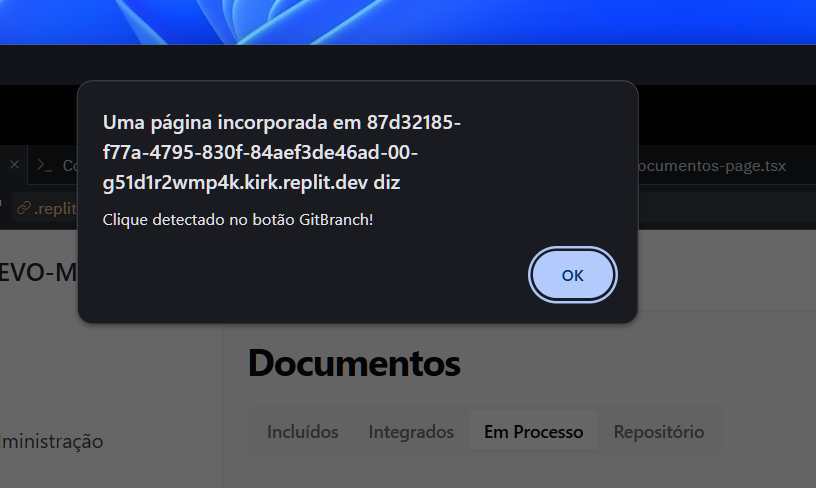 Uma página incorporada em 87d32185-
f77a-4795-830f-84aef3de46ad-00-
g51d1r2wmp4k.kirk.replit.dev diz
Clique detectado no botão GitBranch!
OK
× >_ Co
ocumentos-page.tsx
.replit
EVO-M
Documentos
Incluídos Integrados Em Processo Repositório
ministração